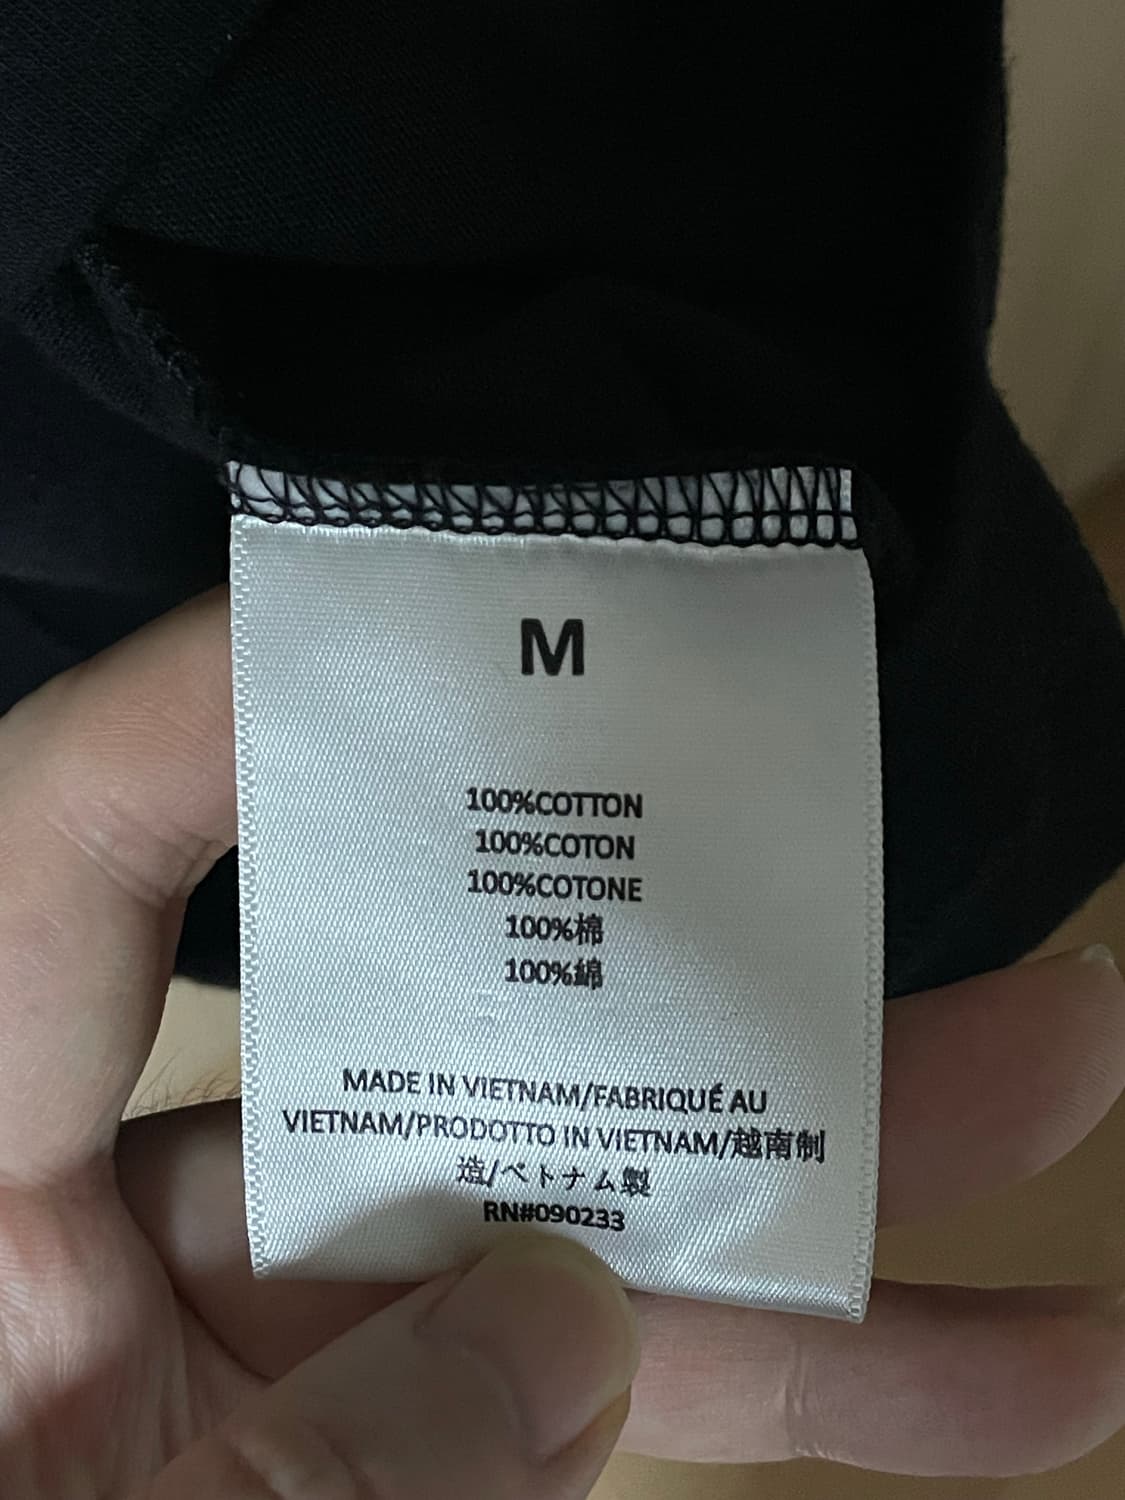 M
100%COTTON
100%COTON
100%COTONE
100%棉
100%綿
MADE IN VIETNAM/FABRIQUÉ AU
VIETNAM/PRODOTTO IN VIETNAM/越南制
造/ベトナム製
RN#090233